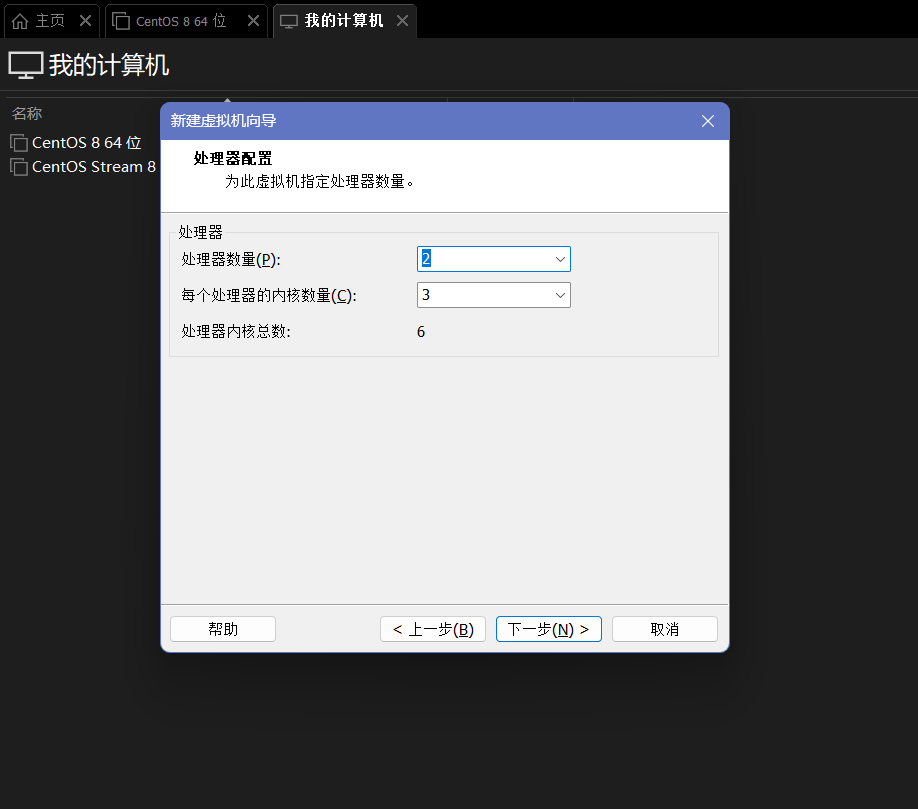 主页
CentOS 8 64 位
我的计算机
我的计算机
名称
CentOS 8 64 位
CentOS Stream 8
新建虚拟机向导
处理器配置
为此虚拟机指定处理器数量。
处理器
处理器数量(P): 2
每个处理器的内核数量(C): 3
处理器内核总数: 6
帮助
< 上一步(B)
下一步(N) >
取消